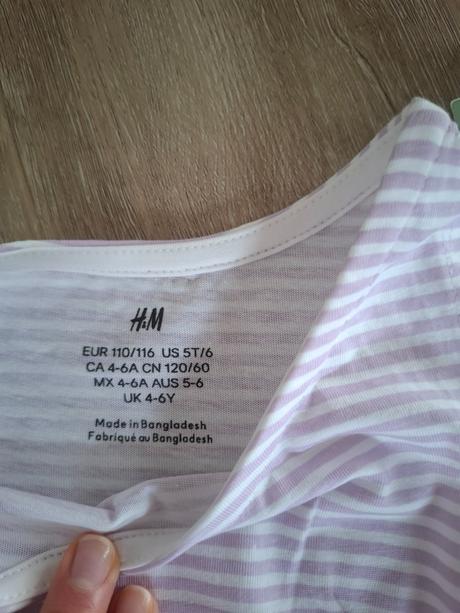 H&M
EUR 110/116 US 5T/6
CA 4-6A CN 120/60
MX 4-6A AUS 5-6
UK 4-6Y
Made in Bangladesh
Fabriqué au Bangladesh